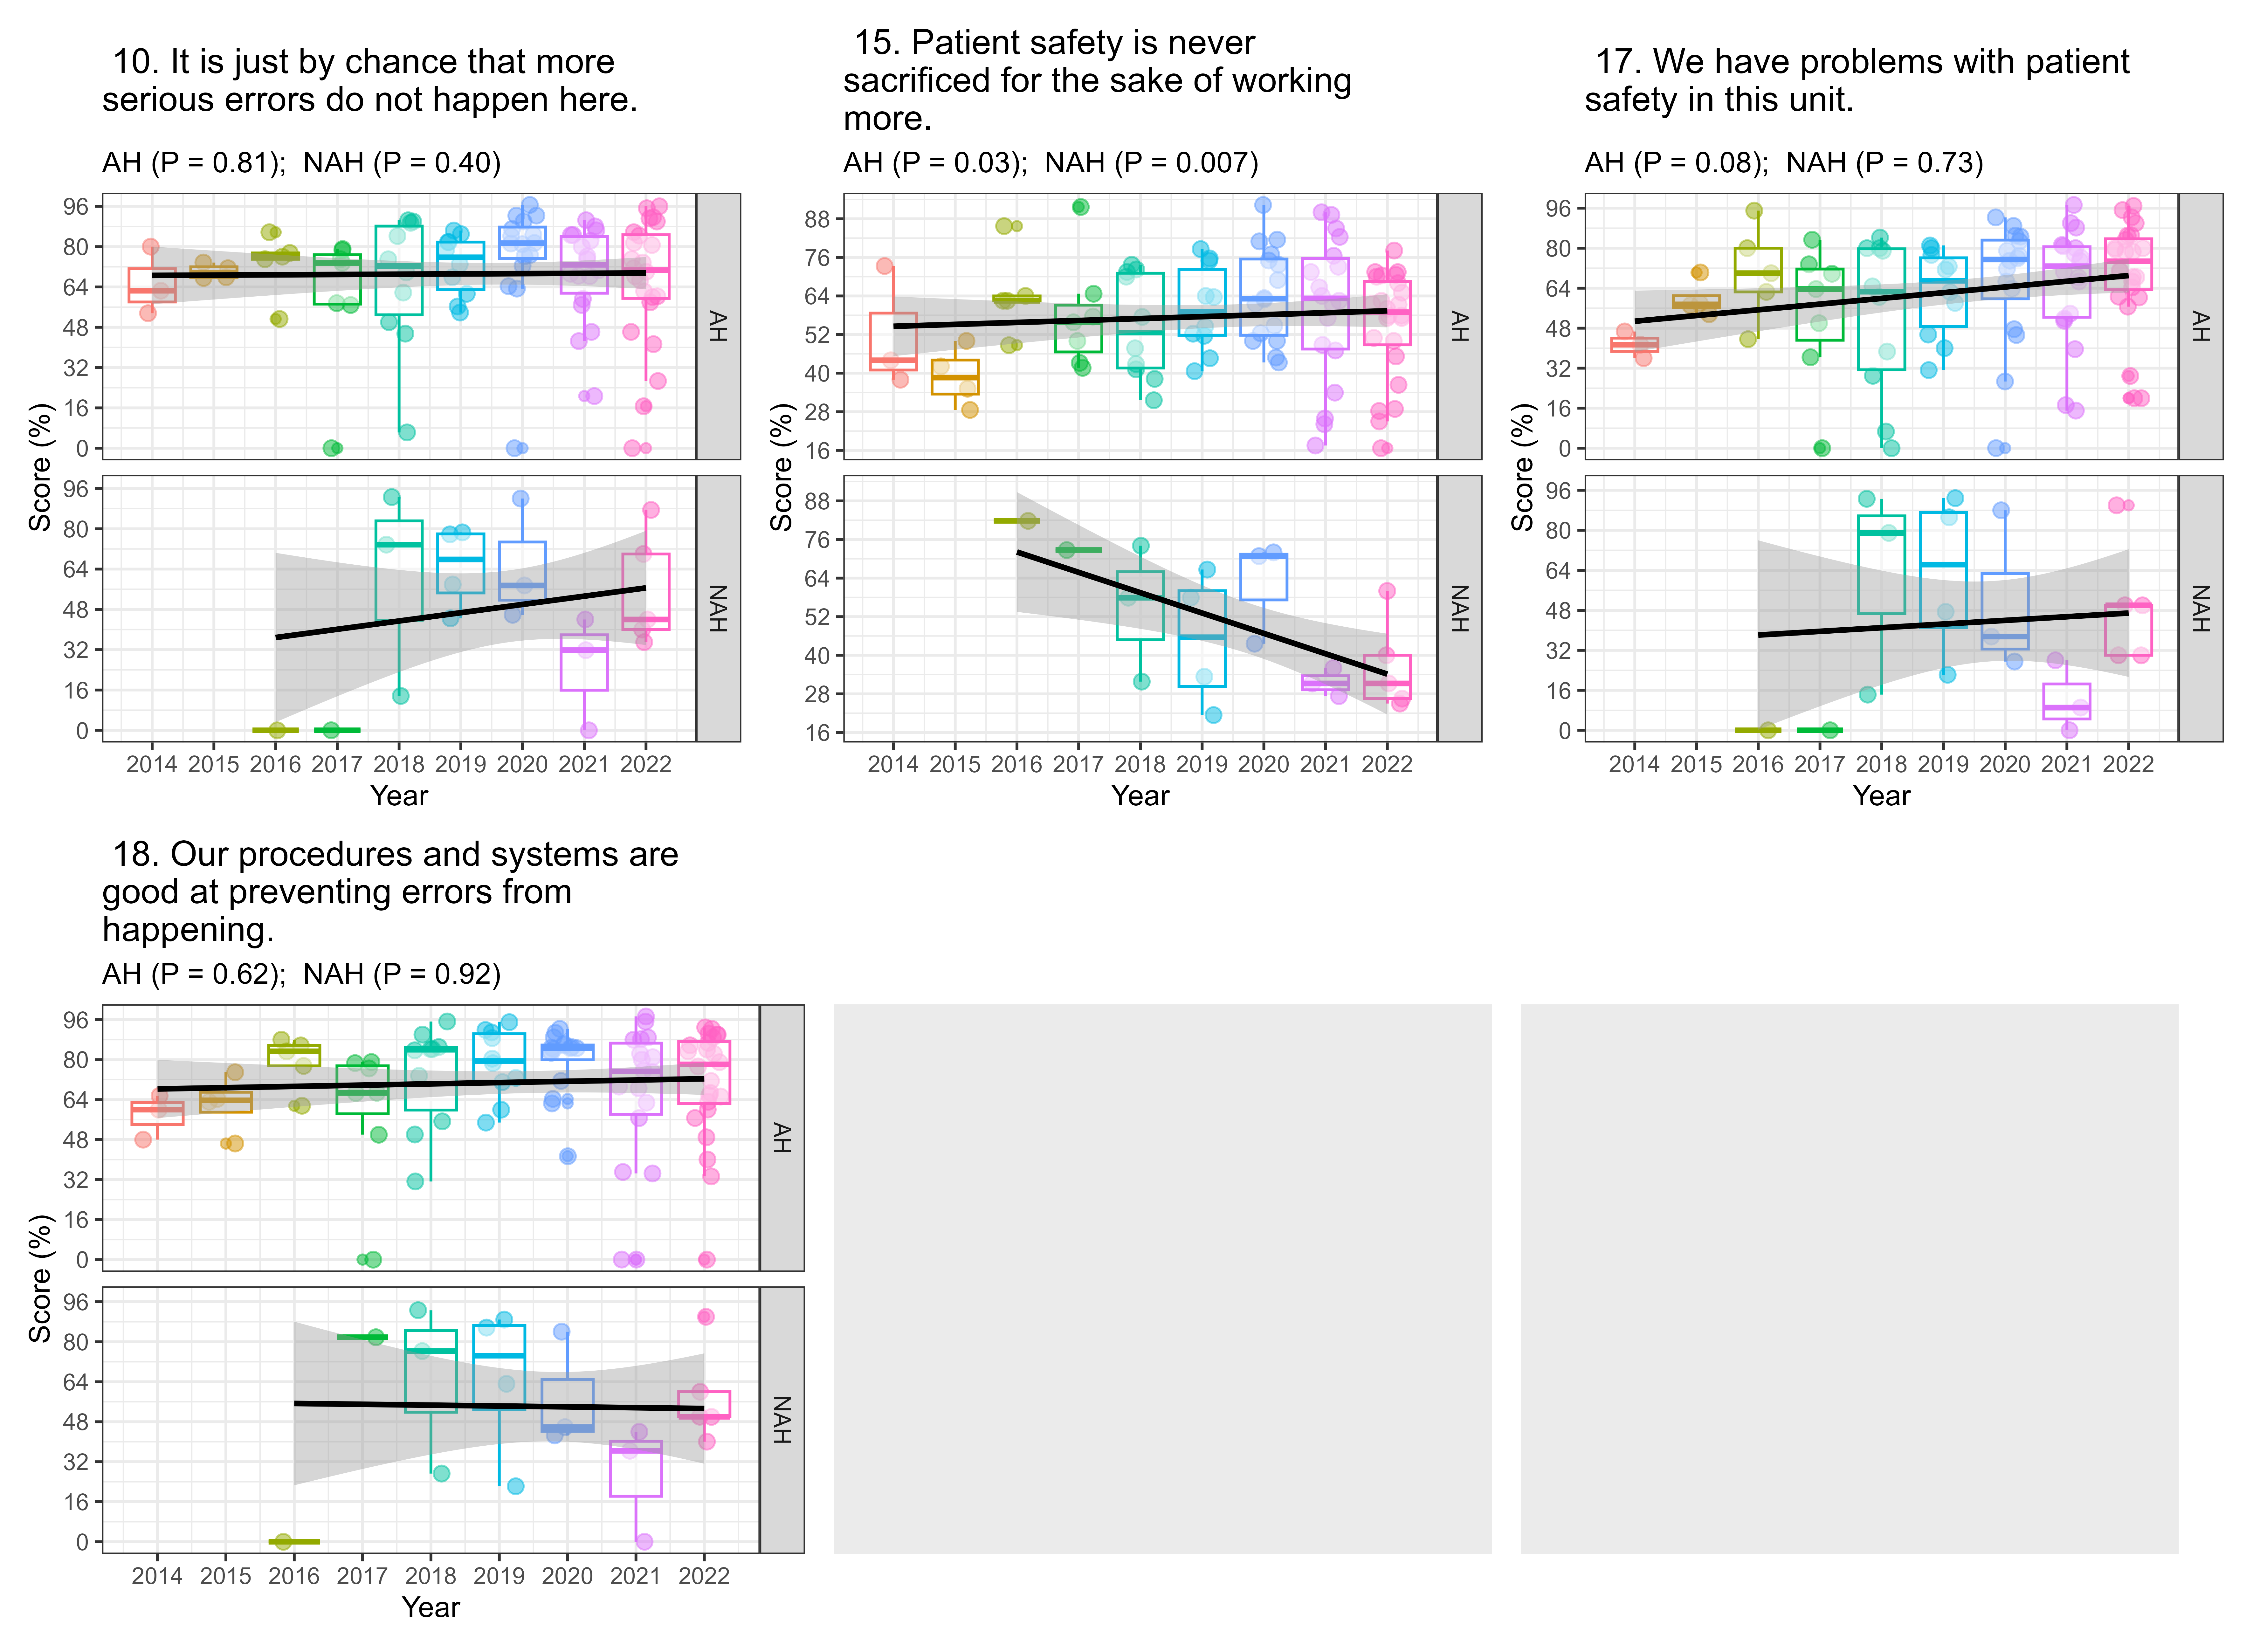 10. It is just by chance that more
serious errors do not happen here.
AH (P = 0.81);  NAH (P = 0.40)
Score (%)
96
80
64
48
32
16
0
AH
96
80
64
48
32
16
0
NAH
2014 2015 2016 2017 2018 2019 2020 2021 2022
Year
15. Patient safety is never
sacrificed for the sake of working
more.
AH (P = 0.03);  NAH (P = 0.007)
Score (%)
88
76
64
52
40
28
16
AH
88
76
64
52
40
28
16
NAH
2014 2015 2016 2017 2018 2019 2020 2021 2022
Year
17. We have problems with patient
safety in this unit.
AH (P = 0.08);  NAH (P = 0.73)
Score (%)
96
80
64
48
32
16
0
AH
96
80
64
48
32
16
0
NAH
2014 2015 2016 2017 2018 2019 2020 2021 2022
Year
18. Our procedures and systems are
good at preventing errors from
happening.
AH (P = 0.62);  NAH (P = 0.92)
Score (%)
96
80
64
48
32
16
0
AH
96
80
64
48
32
16
0
NAH
2014 2015 2016 2017 2018 2019 2020 2021 2022
Year